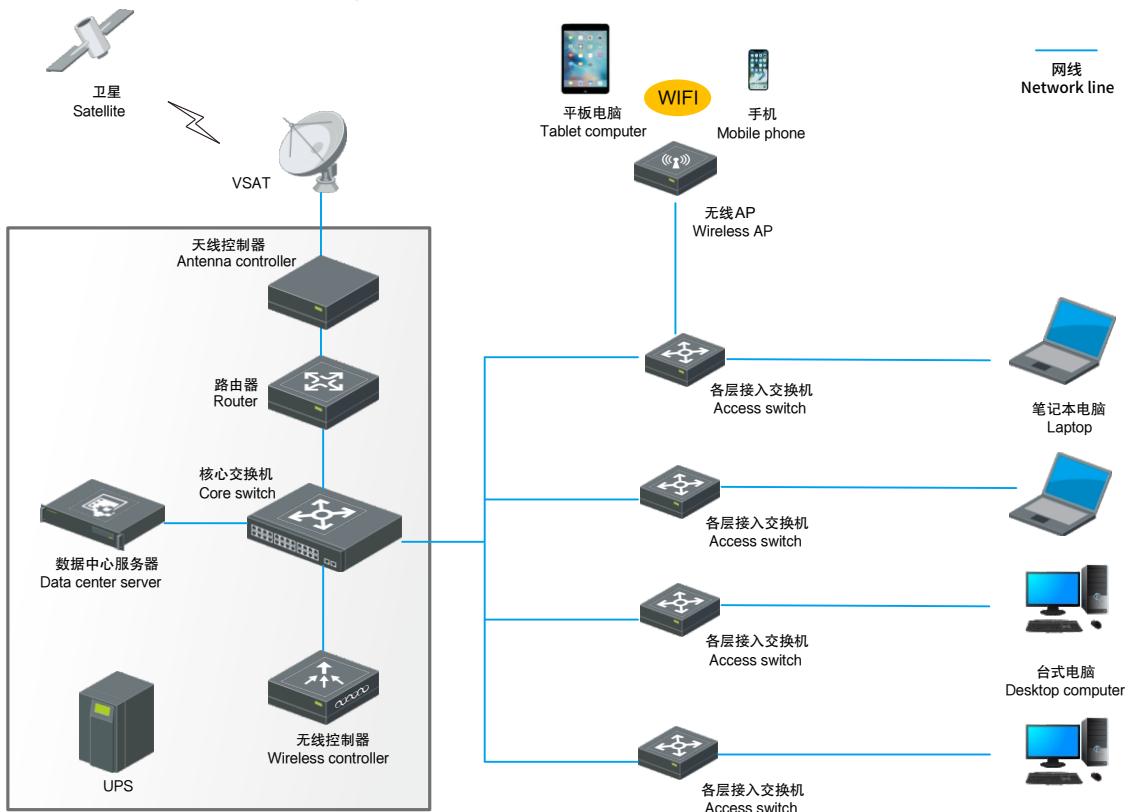 卫星
Satellite
VSAT
平板电脑
Tablet computer
WIFI
手机
Mobile phone
网线
Network line
无线AP
Wireless AP
天线控制器
Antenna controller
路由器
Router
核心交换机
Core switch
数据中心服务器
Data center server
无线控制器
Wireless controller
UPS
各层接入交换机
Access switch
笔记本电脑
Laptop
各层接入交换机
Access switch
各层接入交换机
Access switch
台式电脑
Desktop computer
各层接入交换机
Access switch